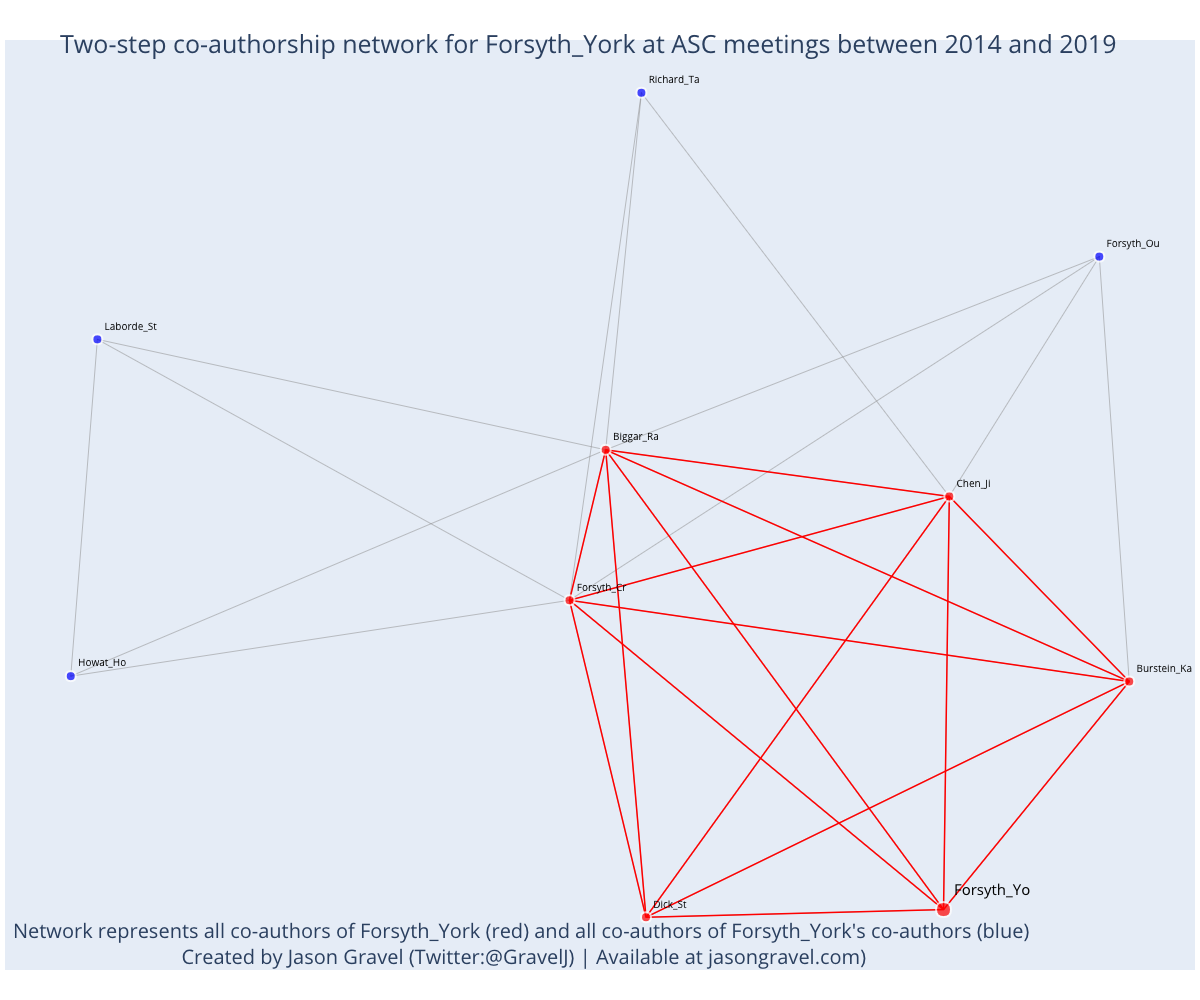 Two-step co-authorship network for Forsyth_York at ASC meetings between 2014 and 2019
Richard_Ta
Forsyth_Ou
Laborde_St
Biggar_Ra
Chen_Ji
Forsyth_Cr
Howat_Ho
Burstein_Ka
Forsyth_Yo
Dick_St
Network represents all co-authors of Forsyth_York (red) and all co-authors of Forsyth_York's co-authors (blue)
Created by Jason Gravel (Twitter:@GravelJ) | Available at jasongravel.com)